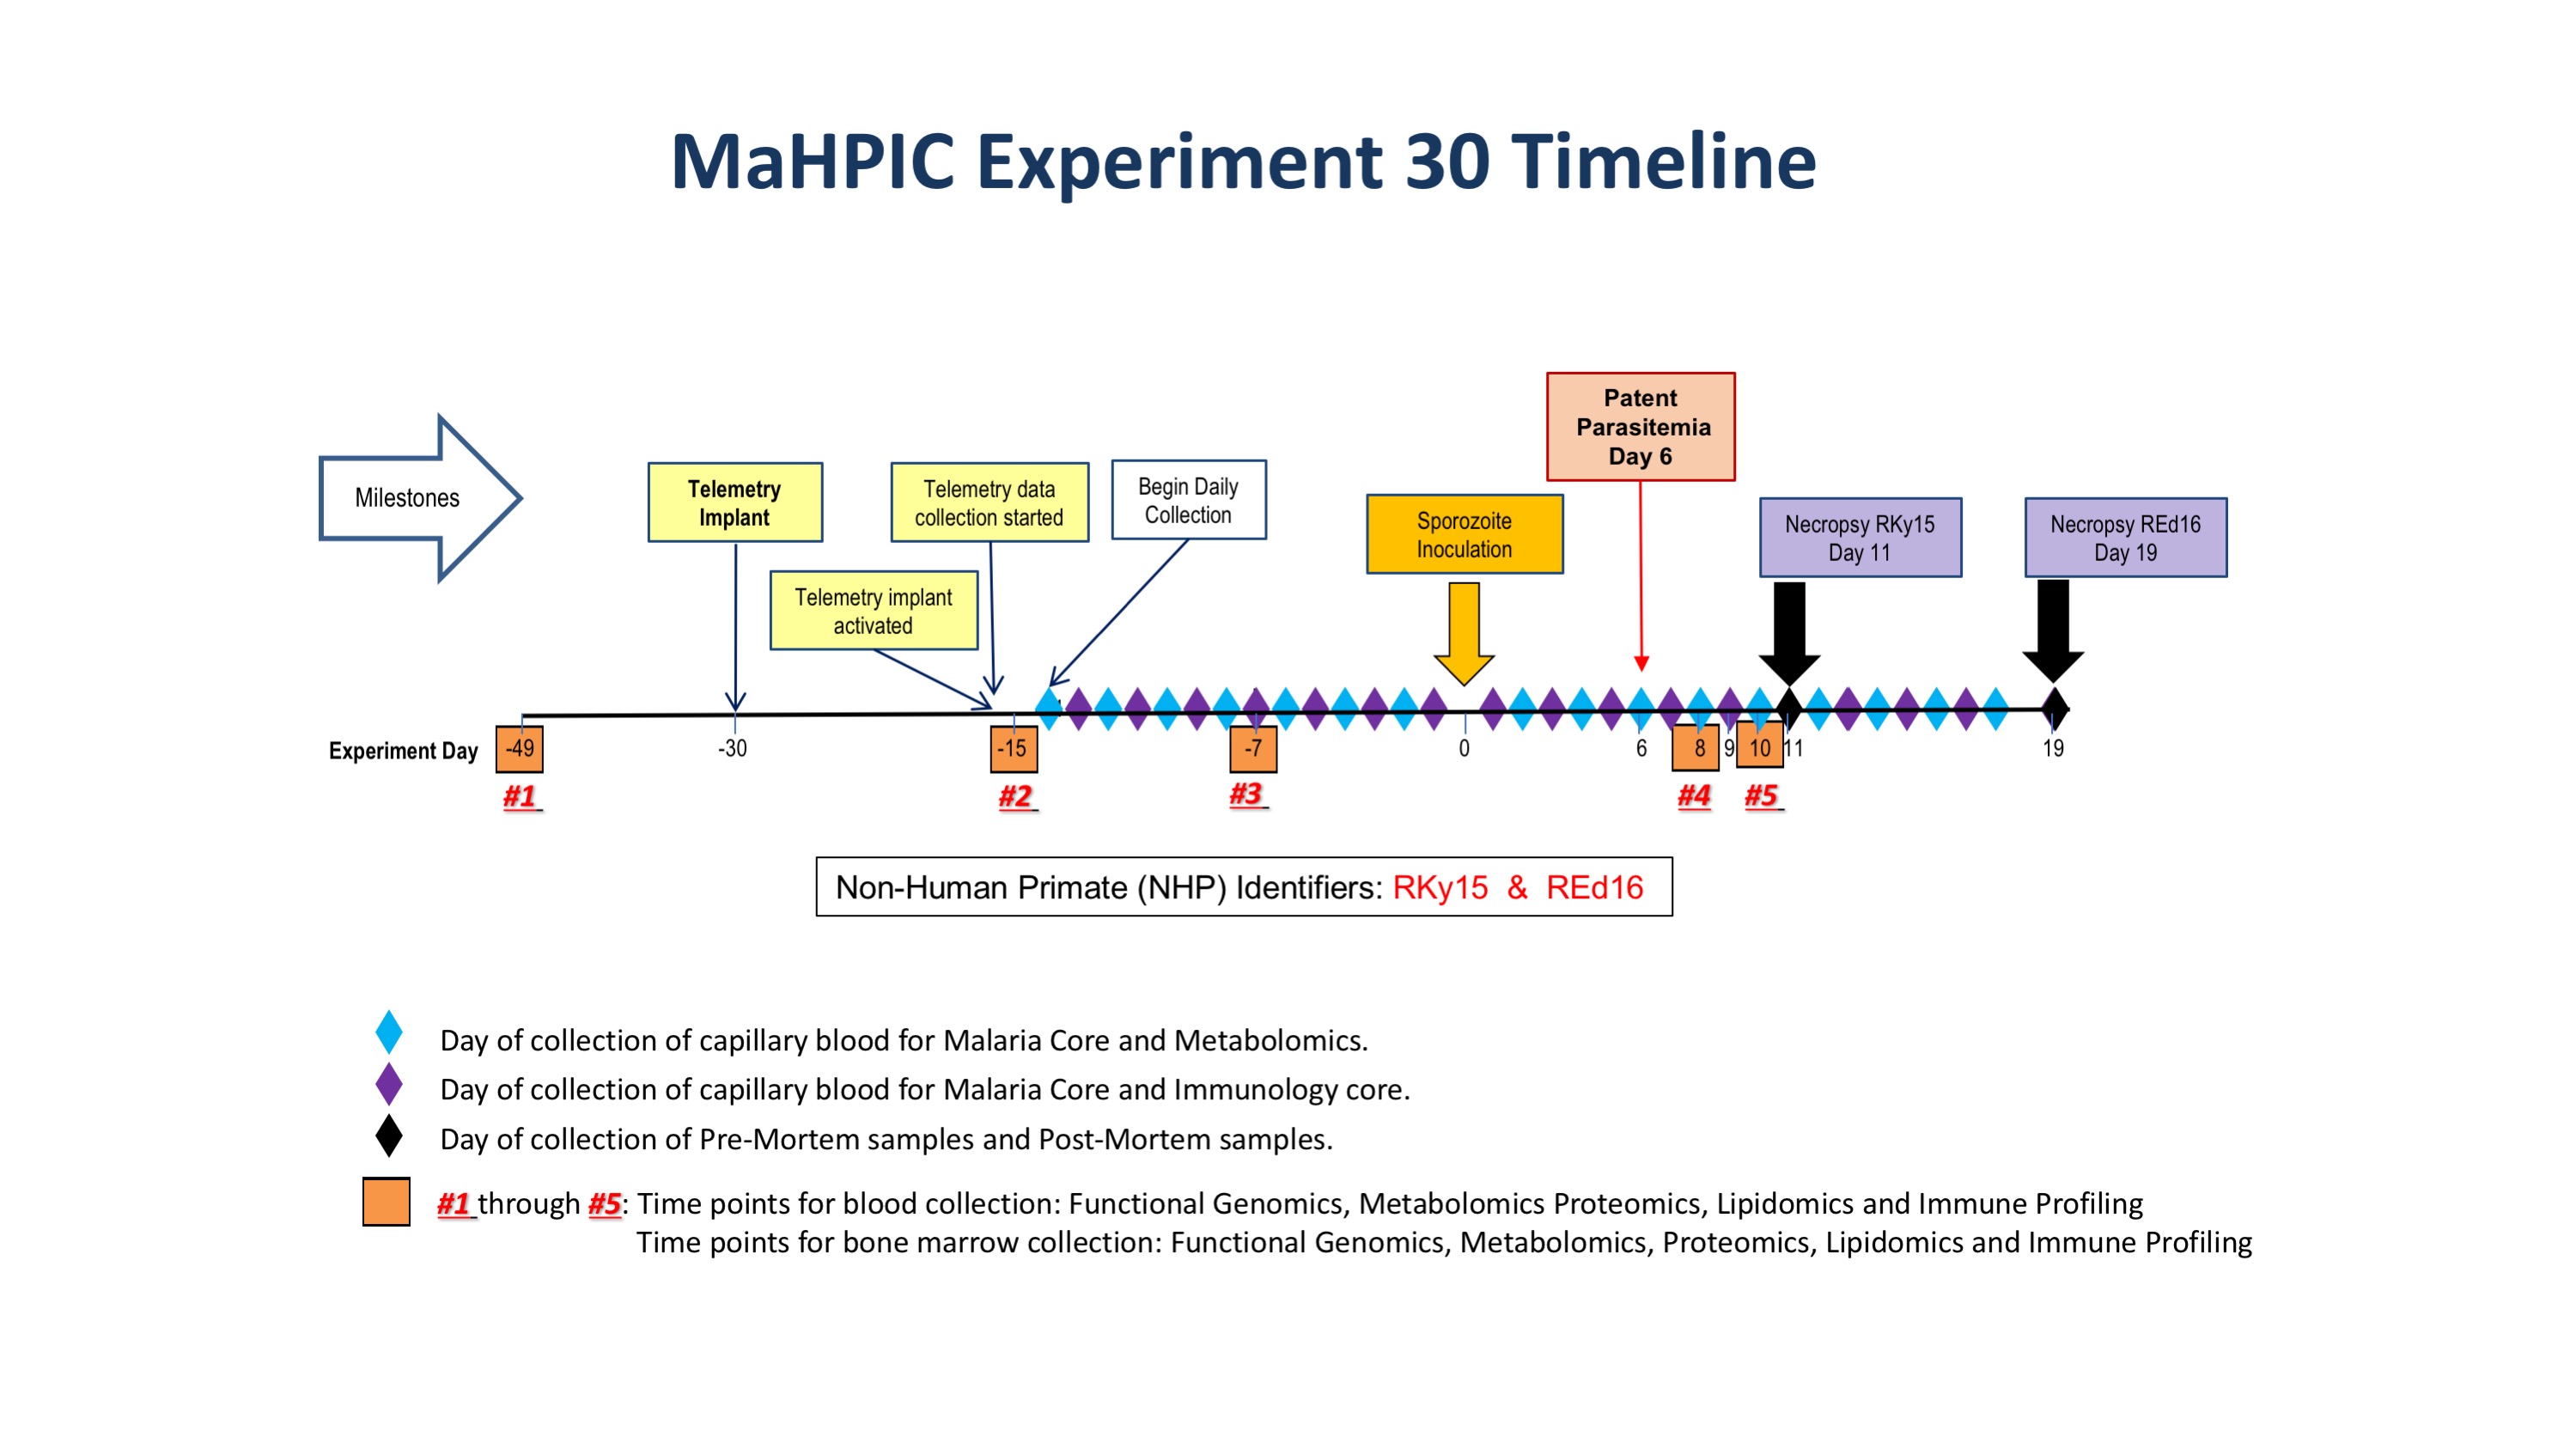 MaHPIC Experiment 30 Timeline
Milestones
Telemetry
Implant
Telemetry implant
activated
Telemetry data
collection started
Begin Daily
Collection
Sporozoite
Inoculation
Patent
Parasitemia
Day 6
Necropsy RKy15
Day 11
Necropsy REd16
Day 19
Experiment Day -49 -30 -15 -7 0 6 8 9 10 11 19
#1 #2 #3 #4 #5
Non-Human Primate (NHP) Identifiers: RKy15 & REd16
Day of collection of capillary blood for Malaria Core and Metabolomics.
Day of collection of capillary blood for Malaria Core and Immunology core.
Day of collection of Pre-Mortem samples and Post-Mortem samples.
#1 through #5: Time points for blood collection: Functional Genomics, Metabolomics Proteomics, Lipidomics and Immune Profiling
Time points for bone marrow collection: Functional Genomics, Metabolomics, Proteomics, Lipidomics and Immune Profiling